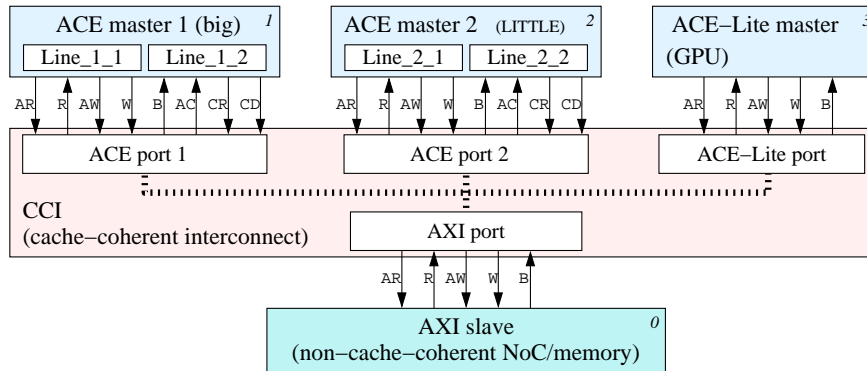 ACE master 1 (big) 1
Line_1_1 Line_1_2
ACE master 2 (LITTLE) 2
Line_2_1 Line_2_2
ACE−Lite master 3
(GPU)
AR R AW W B AC CR CD
AR R AW W B AC CR CD
AR R AW W B
ACE port 1
ACE port 2
ACE−Lite port
CCI
(cache−coherent interconnect)
AXI port
AR R AW W B
AXI slave 0
(non−cache−coherent NoC/memory)